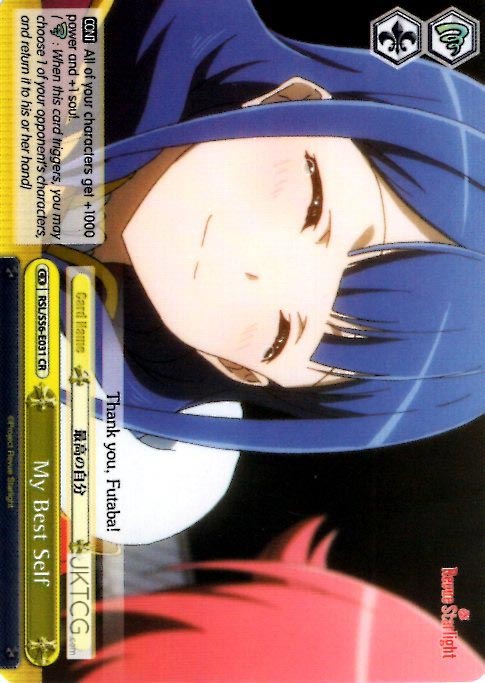 CONT All of your characters get +1000
power and +1 soul.
( : When this card triggers, you may
choose 1 of your opponent's characters,
and return it to his or her hand)
Revue Starlight
Thank you, Futaba!
Card Name
最高の自分
UKTCG.com
CX RSL/S56-E031 CR
My Best Self
©Project Revue Starlight